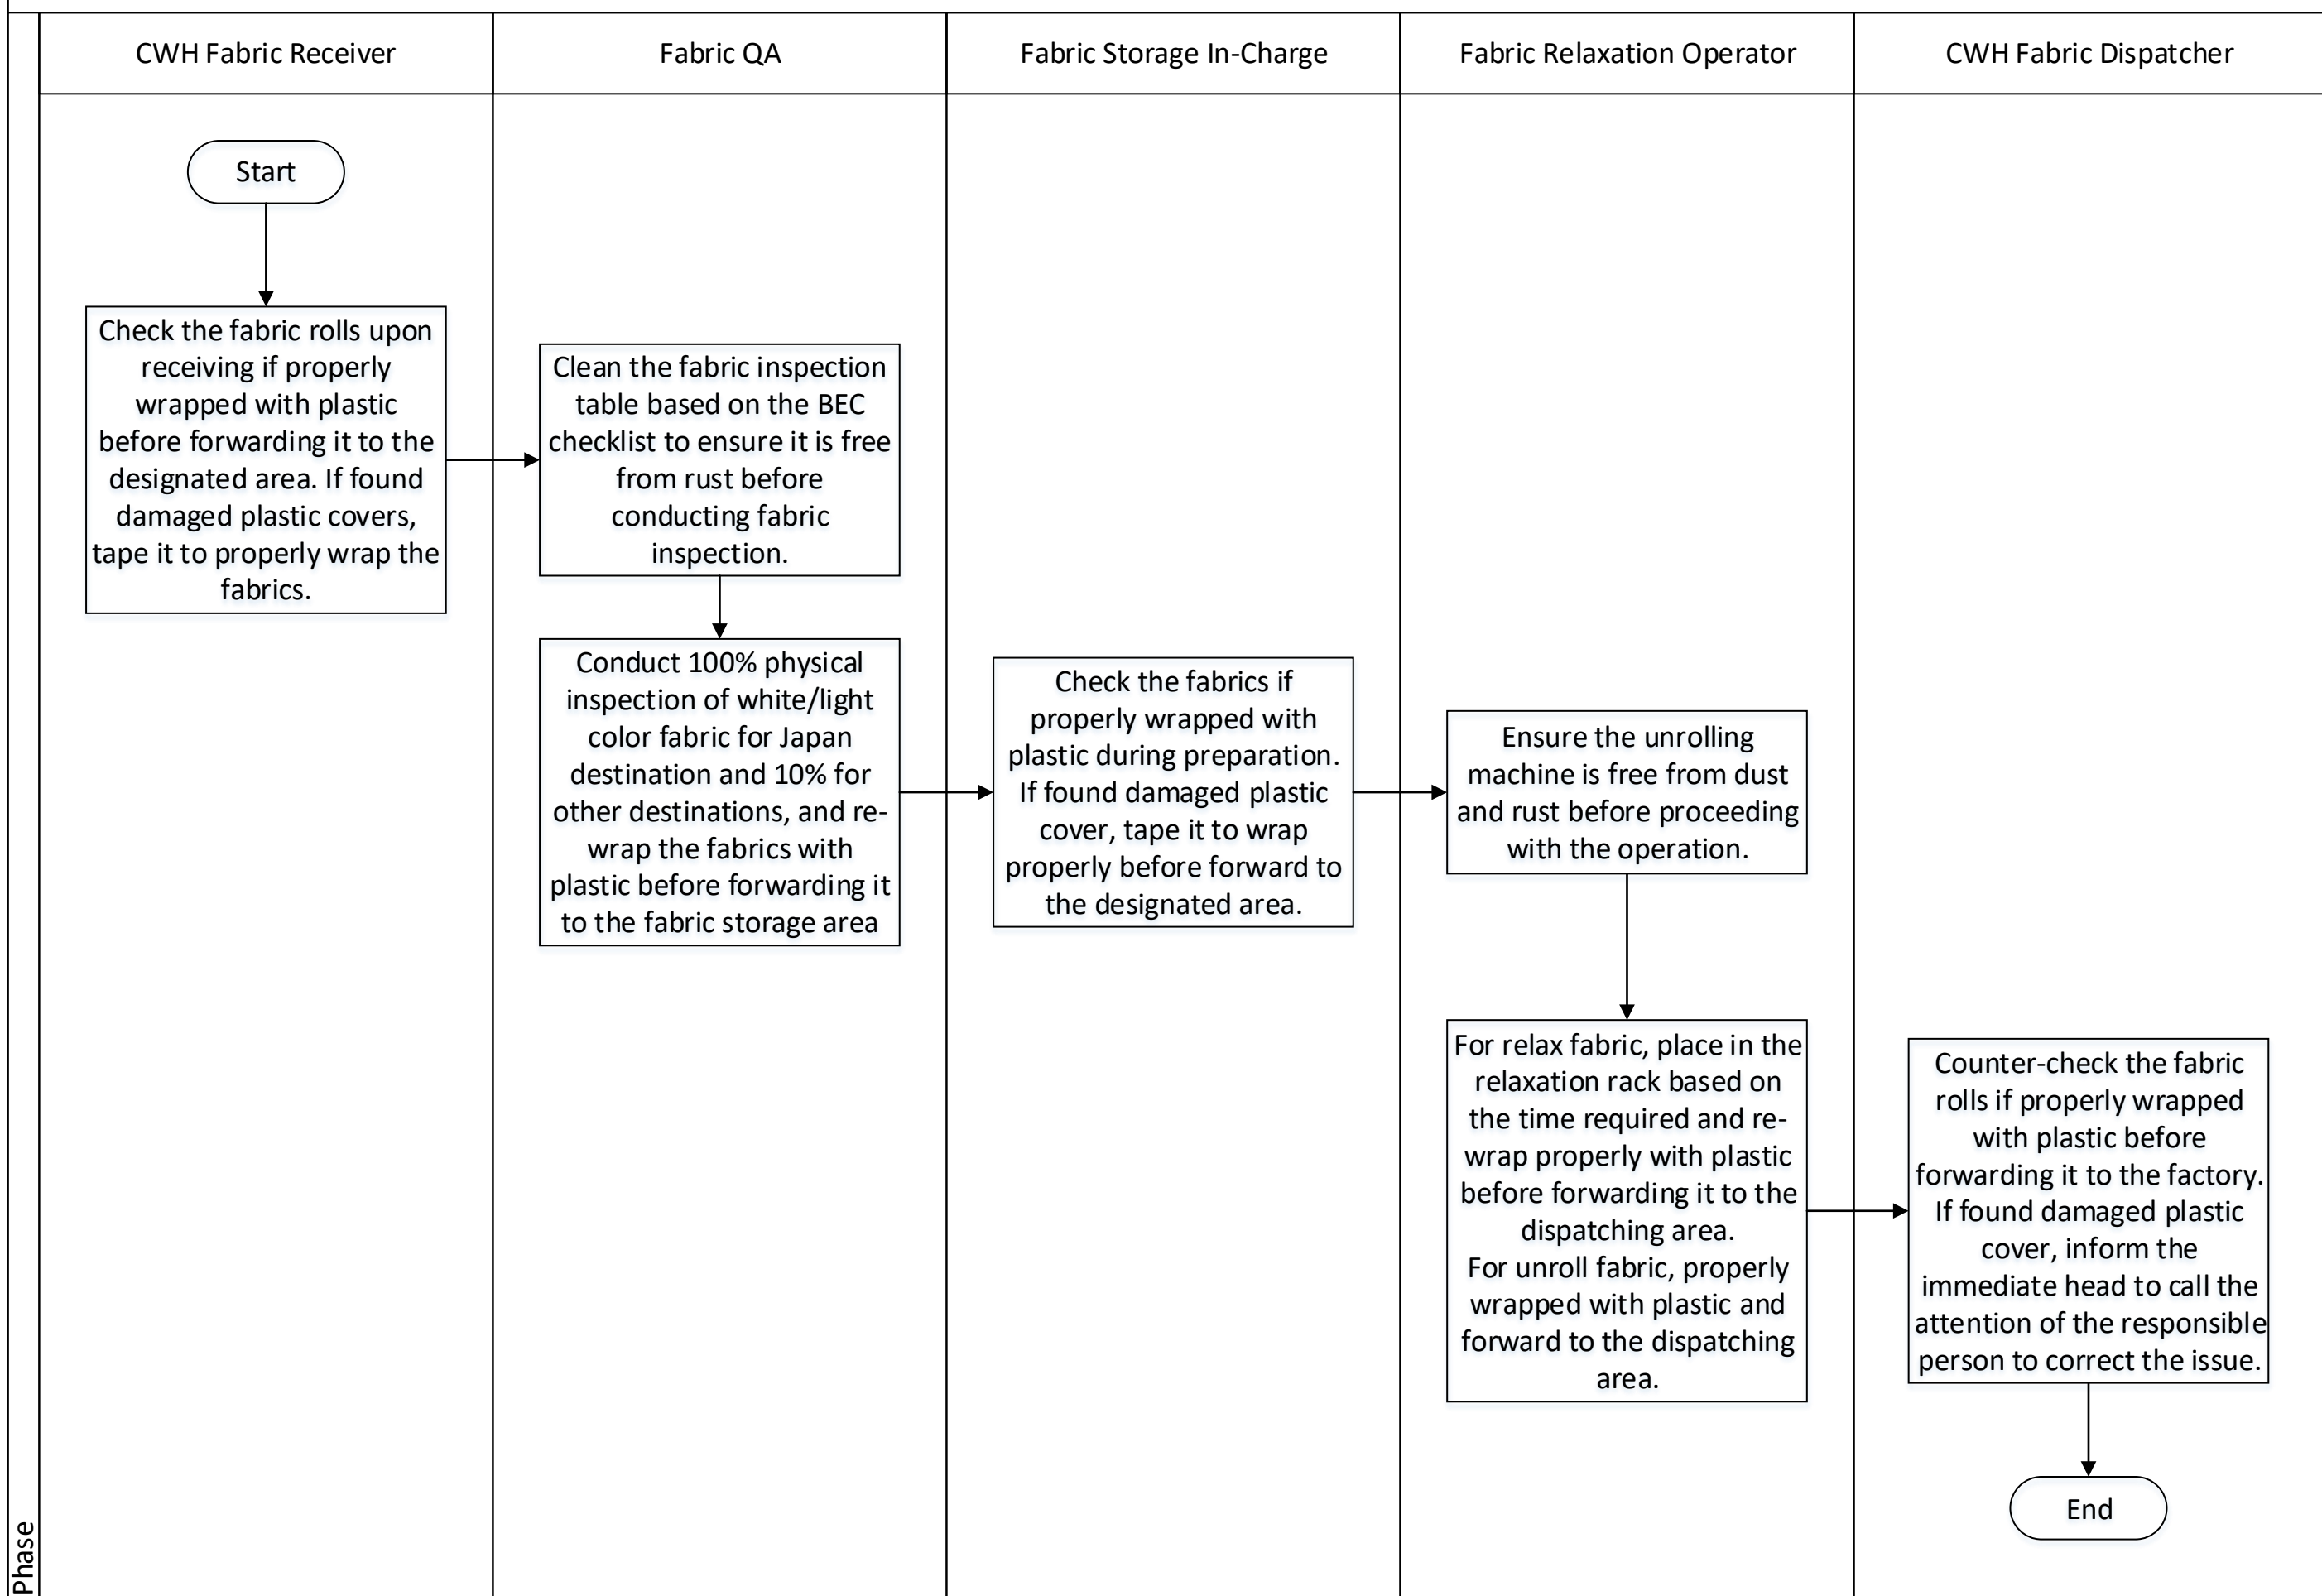 CWH Fabric Receiver
Fabric QA
Fabric Storage In-Charge
Fabric Relaxation Operator
CWH Fabric Dispatcher
Start
Check the fabric rolls upon
receiving if properly
wrapped with plastic
before forwarding it to the
designated area. If found
damaged plastic covers,
tape it to properly wrap the
fabrics.
Clean the fabric inspection
table based on the BEC
checklist to ensure it is free
from rust before
conducting fabric
inspection.
Conduct 100% physical
inspection of white/light
color fabric for Japan
destination and 10% for
other destinations, and re-
wrap the fabrics with
plastic before forwarding it
to the fabric storage area
Check the fabrics if
properly wrapped with
plastic during preparation.
If found damaged plastic
cover, tape it to wrap
properly before forward to
the designated area.
Ensure the unrolling
machine is free from dust
and rust before proceeding
with the operation.
For relax fabric, place in the
relaxation rack based on
the time required and re-
wrap properly with plastic
before forwarding it to the
dispatching area.
For unroll fabric, properly
wrapped with plastic and
forward to the dispatching
area.
Counter-check the fabric
rolls if properly wrapped
with plastic before
forwarding it to the factory.
If found damaged plastic
cover, inform the
immediate head to call the
attention of the responsible
person to correct the issue.
End
Phase